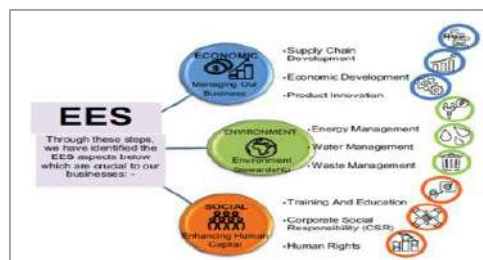 EES
Through these steps,
we have identified the
EES aspects below
which are crucial to our
businesses: -
ECONOMIC
Managing Our
Business
• Supply Chain
Development
• Economic Development
• Product Innovation
ENVIRONMENT
Environment
• Energy Management
• Water Management
• Waste Management
SOCIAL
Enhancing Human
Capital
• Training And Education
• Corporate Social
Responsibility (CSR)
• Human Rights